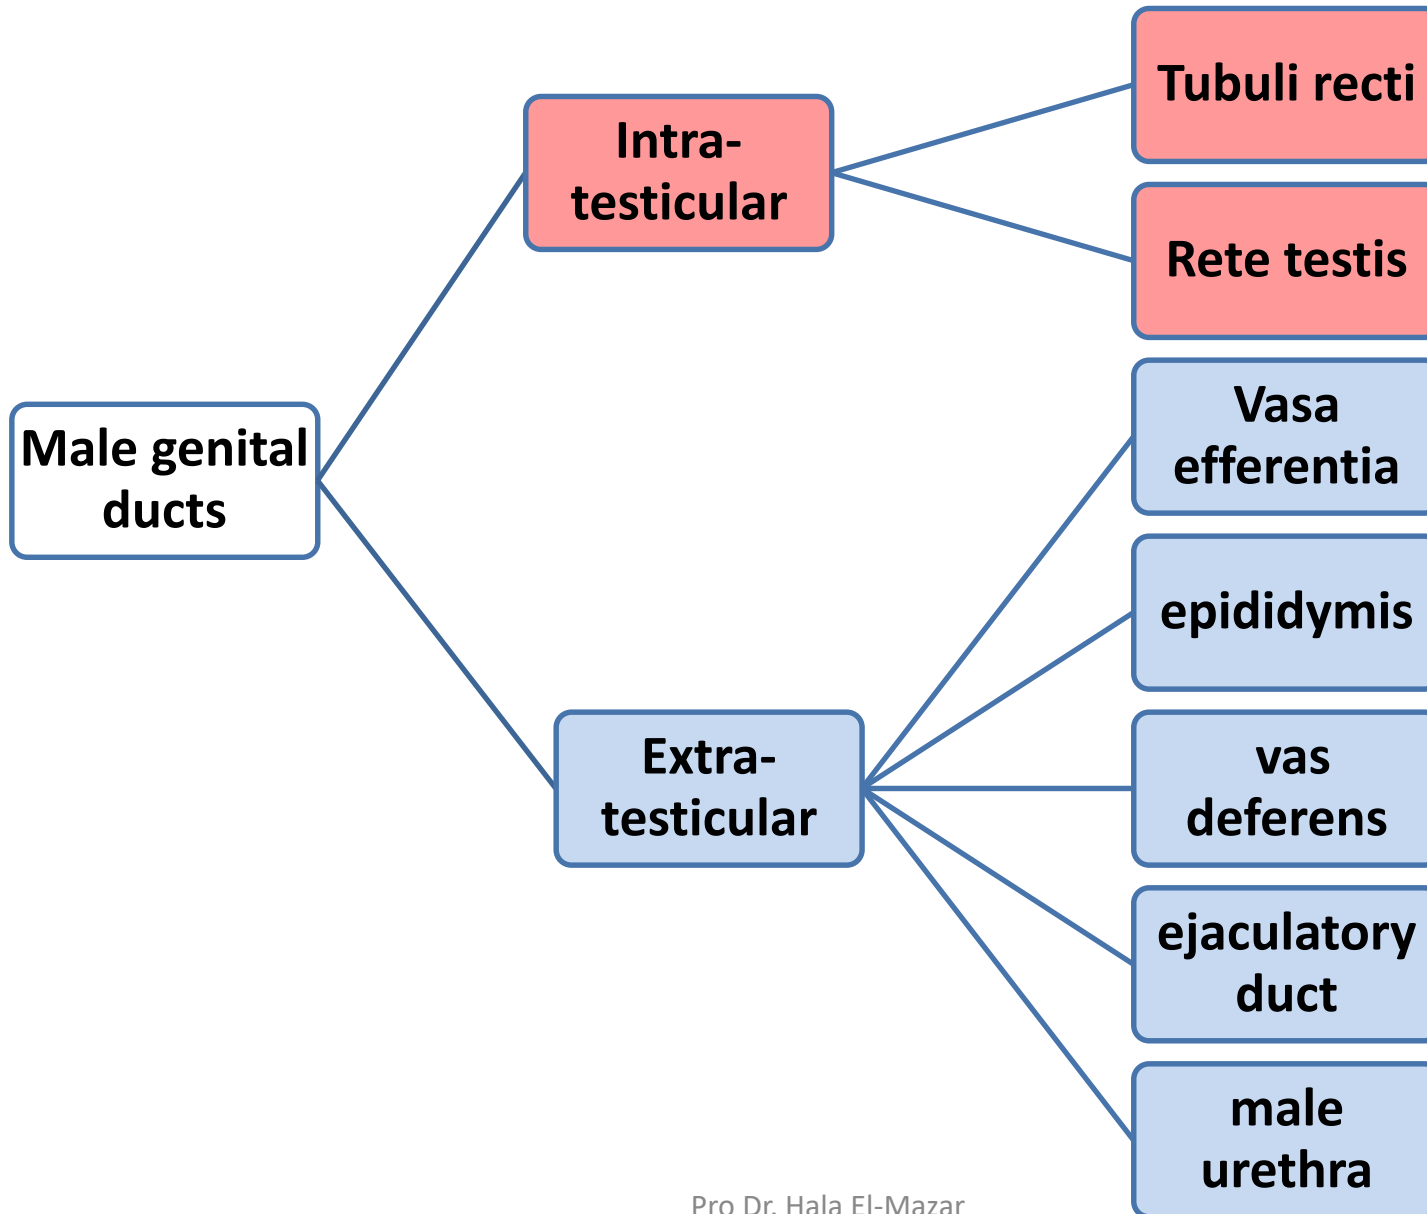 Male genital
ducts
Intra-
testicular
Tubuli recti
Rete testis
Extra-
testicular
Vasa
efferentia
epididymis
vas
deferens
ejaculatory
duct
male
urethra
Pro Dr. Hala El-Mazar